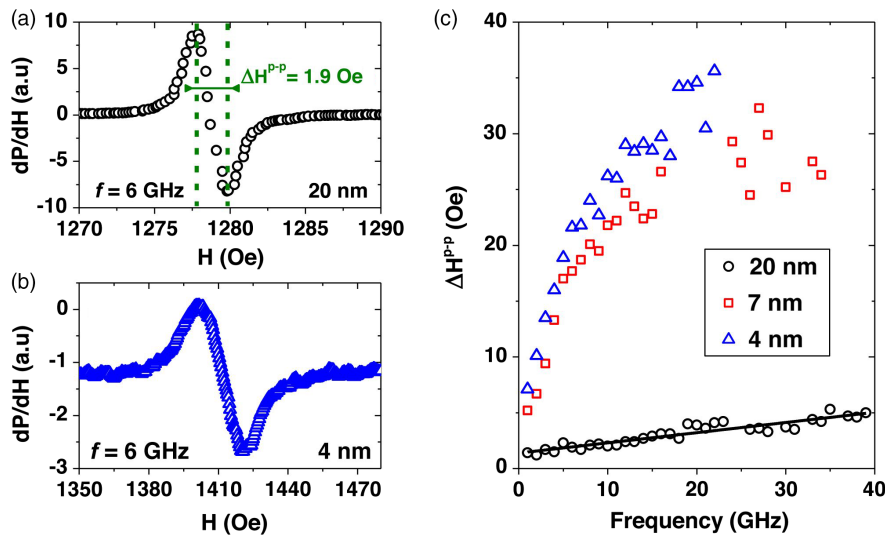 (a)
10
5
0
-5
-10
dP/dH (a.u)
ΔH^p-p = 1.9 Oe
f = 6 GHz
20 nm
1270 1275 1280 1285 1290
H (Oe)
(b)
0
-1
-2
-3
dP/dH (a.u)
f = 6 GHz
4 nm
1350 1380 1410 1440 1470
H (Oe)
(c)
40
30
20
10
0
ΔH^p-p (Oe)
20 nm
7 nm
4 nm
0 10 20 30 40
Frequency (GHz)